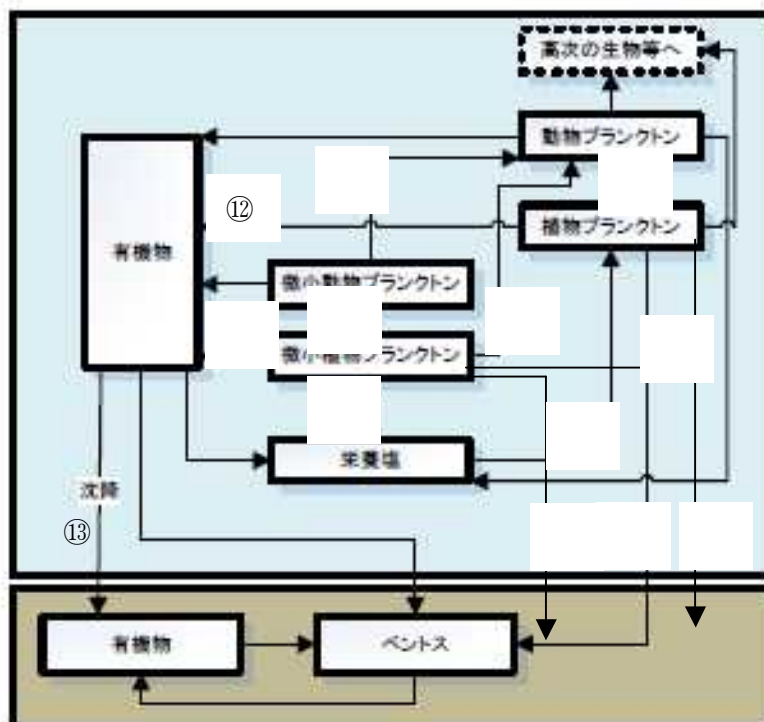 高次の生物等へ
動物プランクトン
⑫
植物プランクトン
有機物
微小動物プランクトン
微小植物プランクトン
栄養塩
沈降
⑬
有機物
ベントス